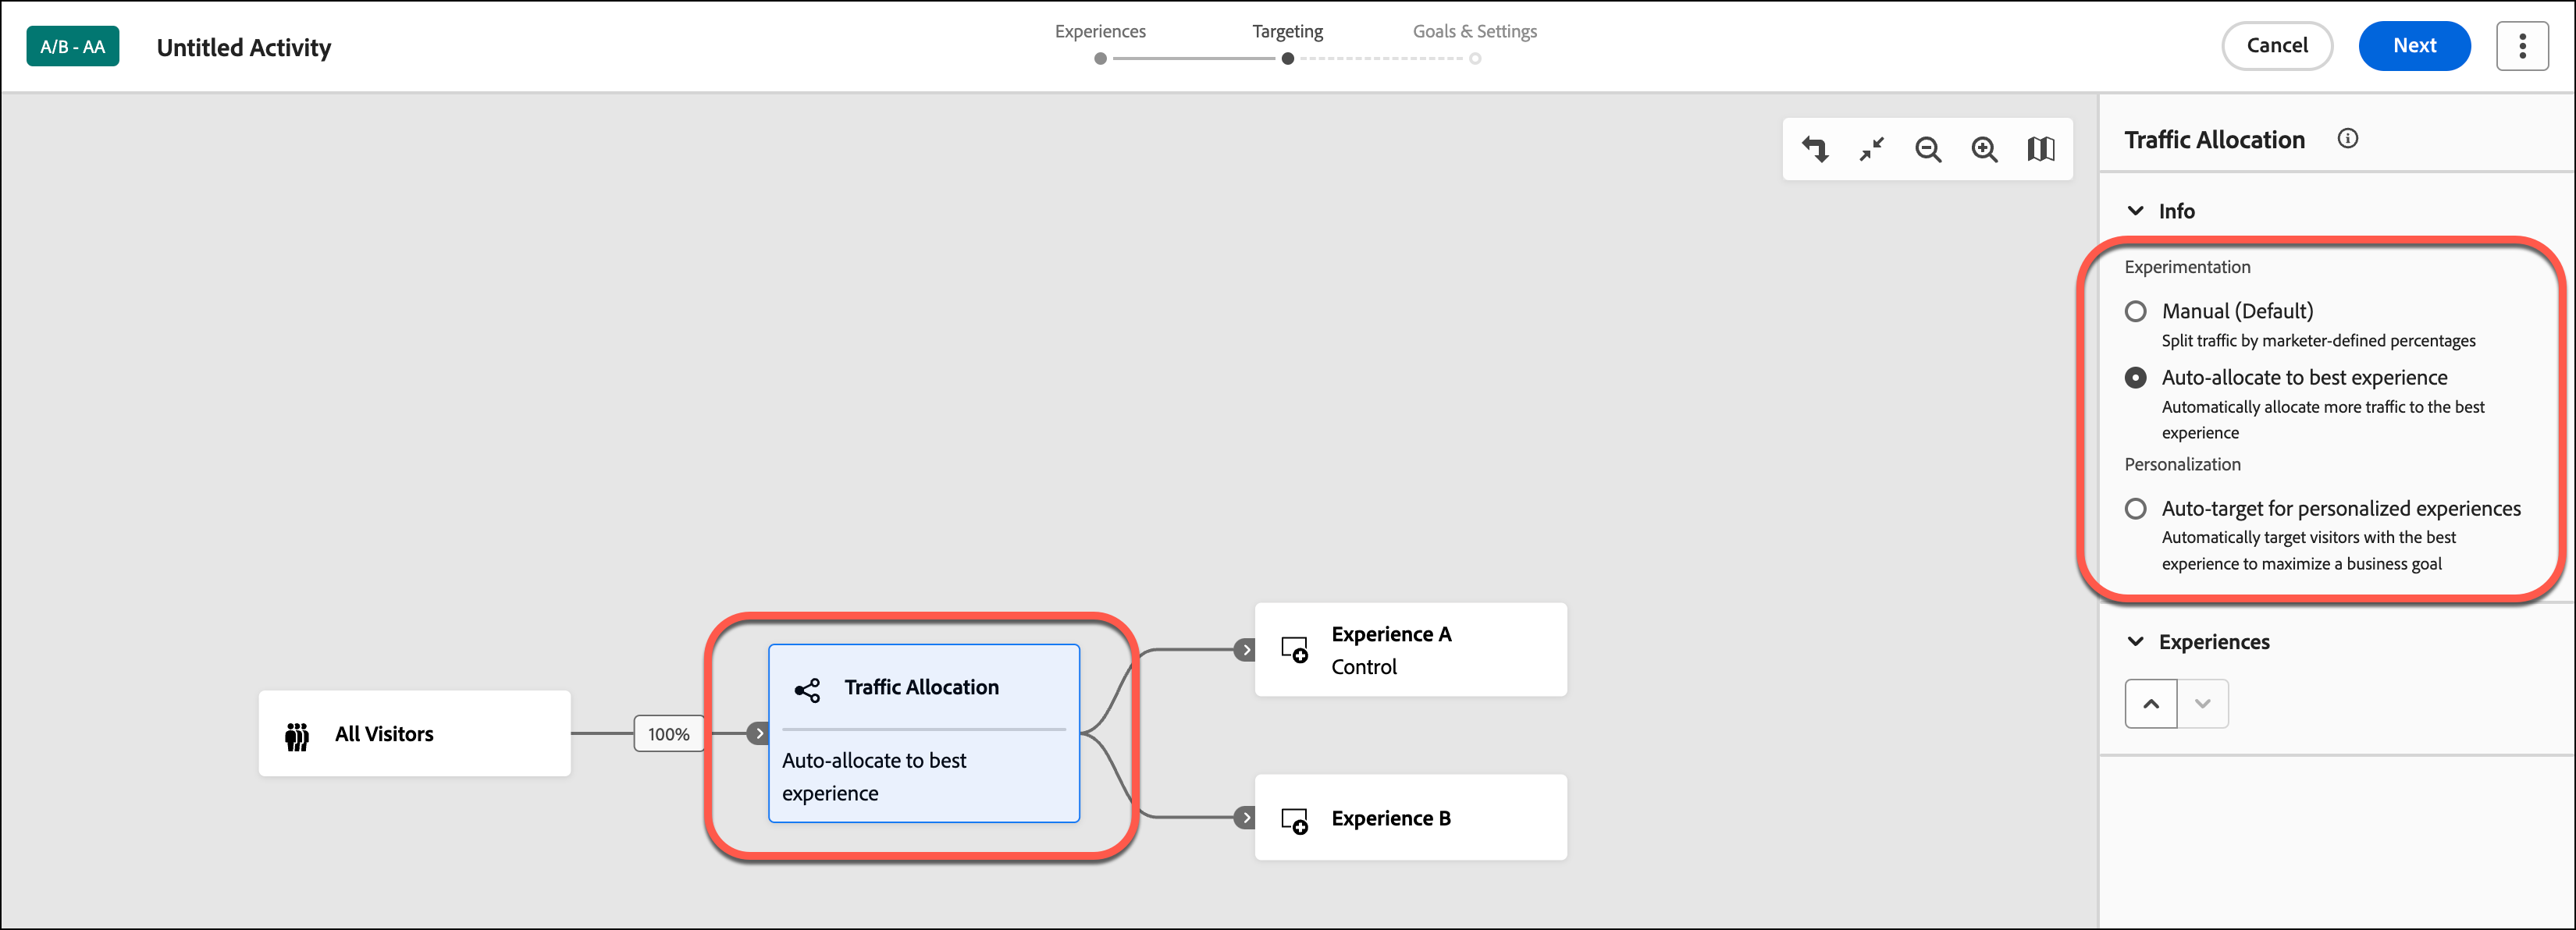 A/B - AA
Untitled Activity
Experiences
Targeting
Goals & Settings
Cancel
Next
Traffic Allocation
Info
Experimentation
Manual (Default)
Split traffic by marketer-defined percentages
Auto-allocate to best experience
Automatically allocate more traffic to the best
experience
Personalization
Auto-target for personalized experiences
Automatically target visitors with the best
experience to maximize a business goal
Experiences
All Visitors
100%
Traffic Allocation
Auto-allocate to best
experience
Experience A
Control
Experience B